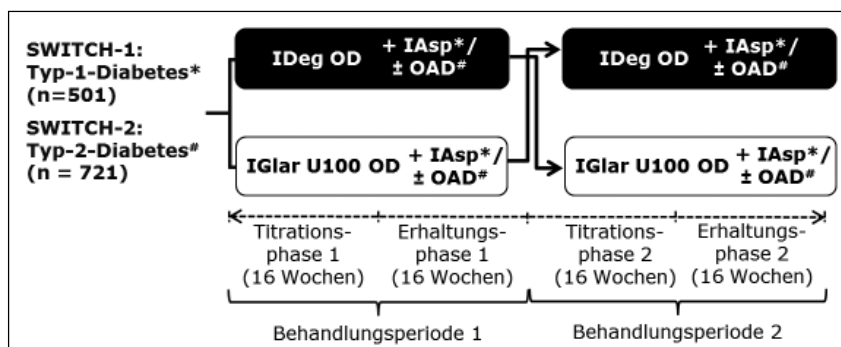 SWITCH-1:
Typ-1-Diabetes*
(n=501)
SWITCH-2:
Typ-2-Diabetes#
(n = 721)
IDeg OD + IAsp*/
± OAD#
IDeg OD + IAsp*/
± OAD#
IGlar U100 OD + IAsp*/
± OAD#
IGlar U100 OD + IAsp*/
± OAD#
Titrations-
phase 1
(16 Wochen)
Erhaltungs-
phase 1
(16 Wochen)
Titrations-
phase 2
(16 Wochen)
Erhaltungs-
phase 2
(16 Wochen)
Behandlungsperiode 1
Behandlungsperiode 2